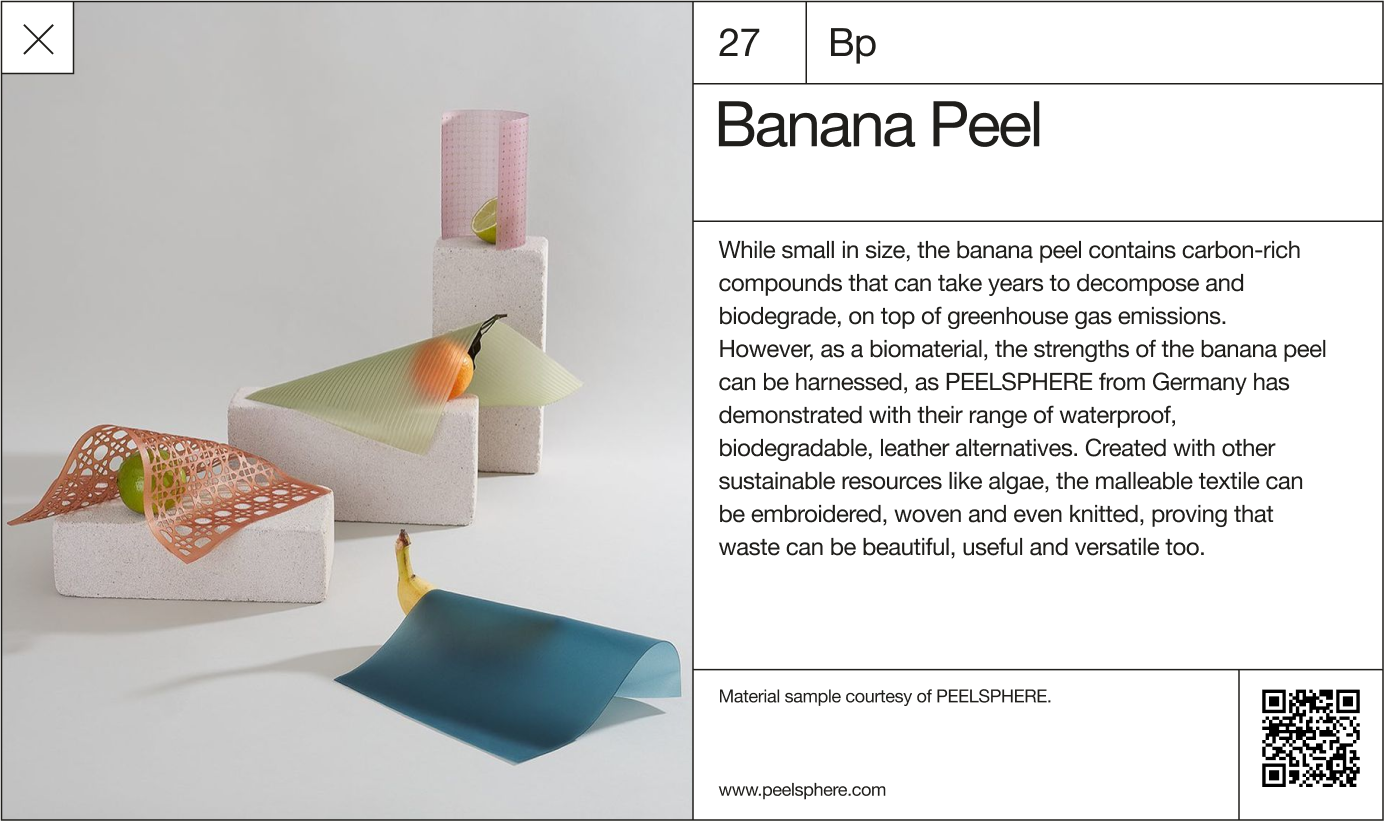 27
Bp
Banana Peel
While small in size, the banana peel contains carbon-rich
compounds that can take years to decompose and
biodegrade, on top of greenhouse gas emissions.
However, as a biomaterial, the strengths of the banana peel
can be harnessed, as PEELSPHERE from Germany has
demonstrated with their range of waterproof,
biodegradable, leather alternatives. Created with other
sustainable resources like algae, the malleable textile can
be embroidered, woven and even knitted, proving that
waste can be beautiful, useful and versatile too.
Material sample courtesy of PEELSPHERE.
www.peelsphere.com